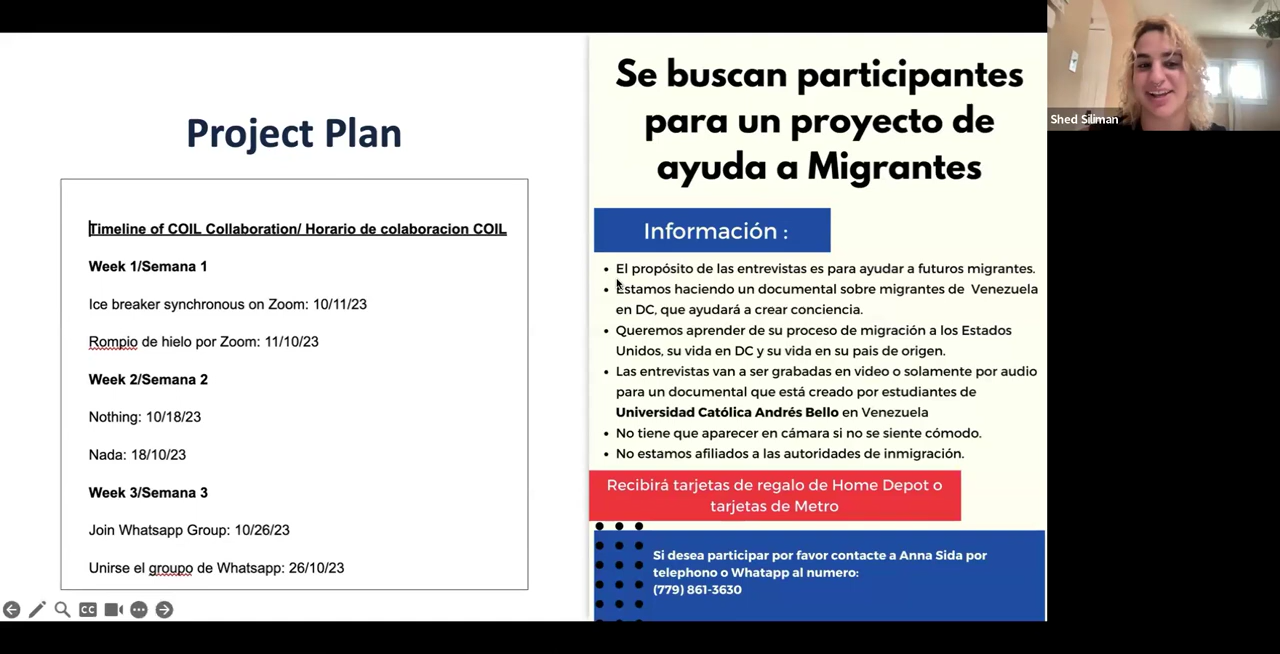 Project Plan
Timeline of COIL Collaboration/ Horario de colaboracion COIL
Week 1/Semana 1
Ice breaker synchronous on Zoom: 10/11/23
Rompio de hielo por Zoom: 11/10/23
Week 2/Semana 2
Nothing: 10/18/23
Nada: 18/10/23
Week 3/Semana 3
Join Whatsapp Group: 10/26/23
Unirse el groupo de Whatsapp: 26/10/23
CC
Se buscan participantes
para un proyecto de
ayuda a Migrantes
Información :
• El propósito de las entrevistas es para ayudar a futuros migrantes.
• Estamos haciendo un documental sobre migrantes de Venezuela
en DC, que ayudará a crear conciencia.
• Queremos aprender de su proceso de migración a los Estados
Unidos, su vida en DC y su vida en su pais de origen.
• Las entrevistas van a ser grabadas en video o solamente por audio
para un documental que está creado por estudiantes de
Universidad Católica Andrés Bello en Venezuela
• No tiene que aparecer en cámara si no se siente cómodo.
• No estamos afiliados a las autoridades de inmigración.
Recibirá tarjetas de regalo de Home Depot o
tarjetas de Metro
Si desea participar por favor contacte a Anna Sida por
telephono o Whatapp al numero:
(779) 861-3630
Shed Siliman